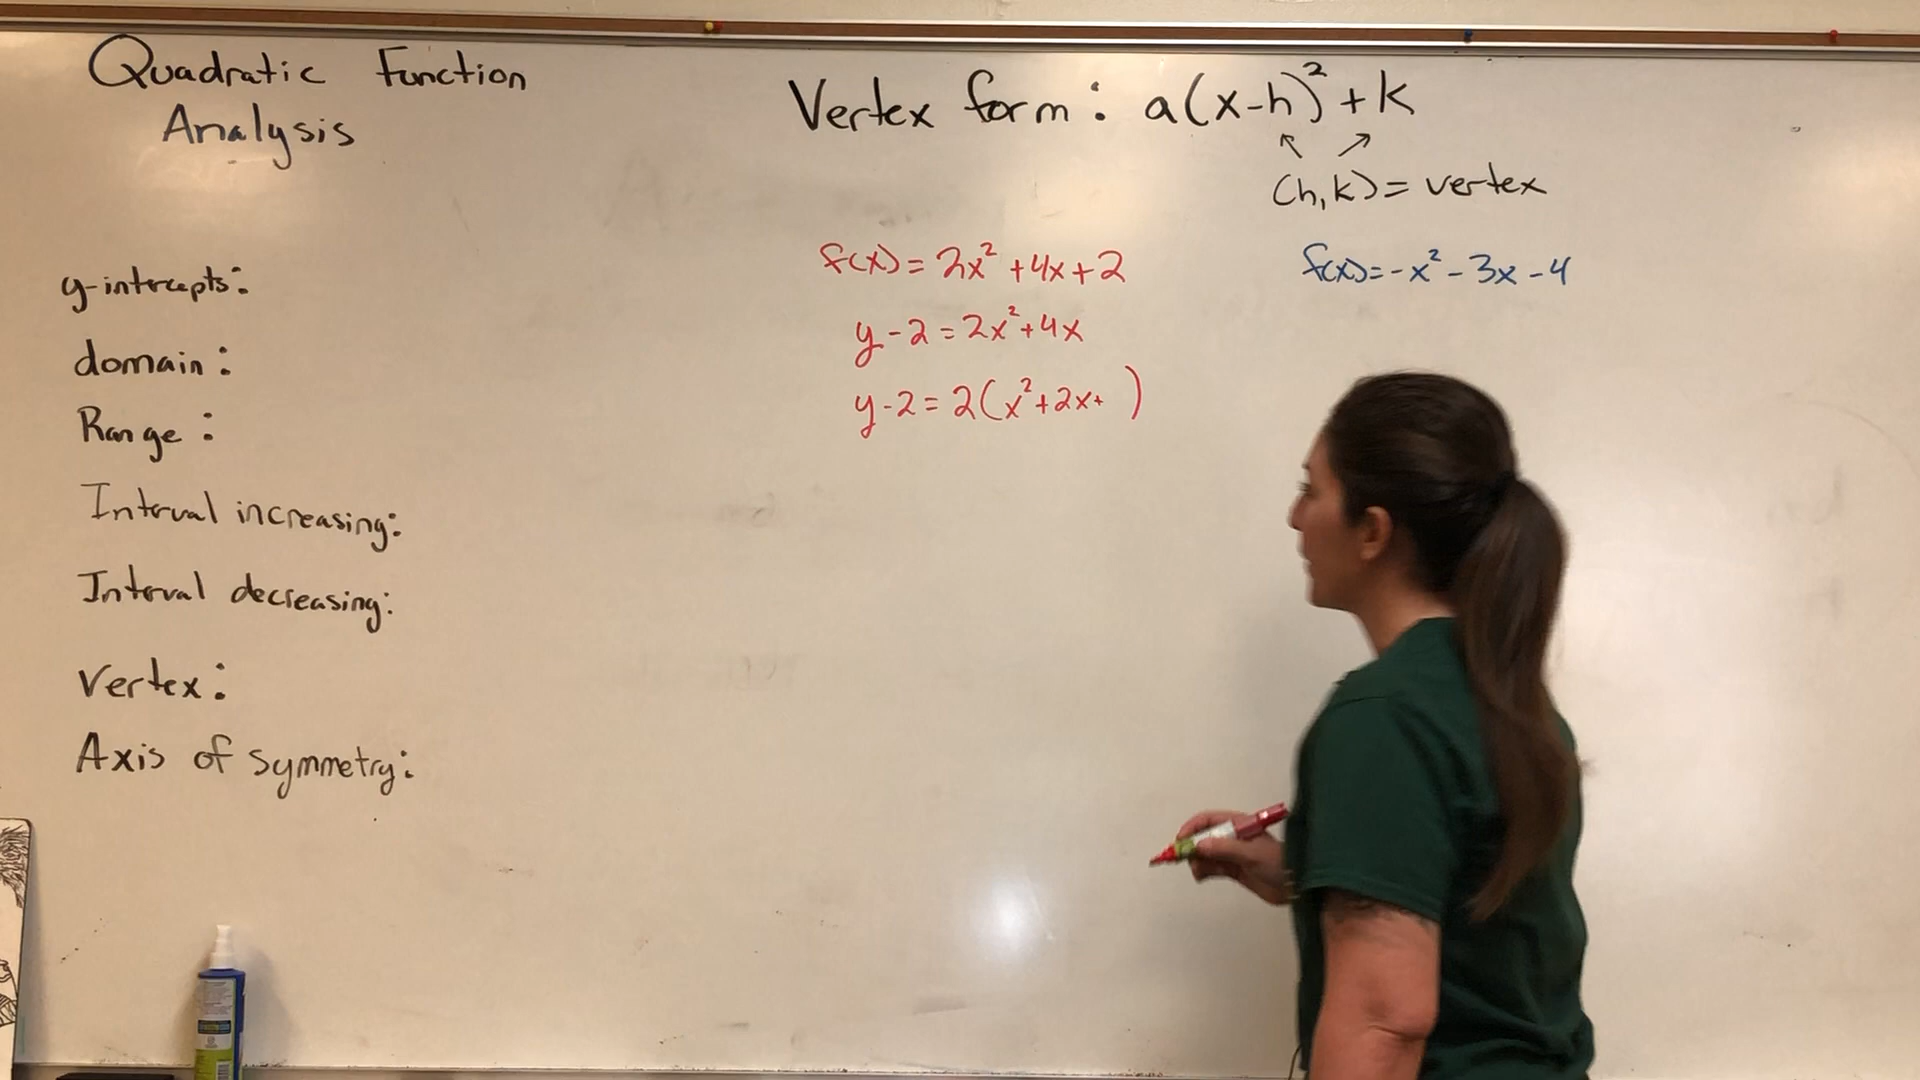 Quadratic Function
Analysis
y-intercepts:
domain:
Range:
Interval increasing:
Interval decreasing:
Vertex:
Axis of symmetry:
Vertex form: a(x-h)²+k
(h,k)= vertex
f(x)=2x²+4x+2
y-2=2x²+4x
y-2=2(x²+2x+ )
f(x)=-x²-3x-4